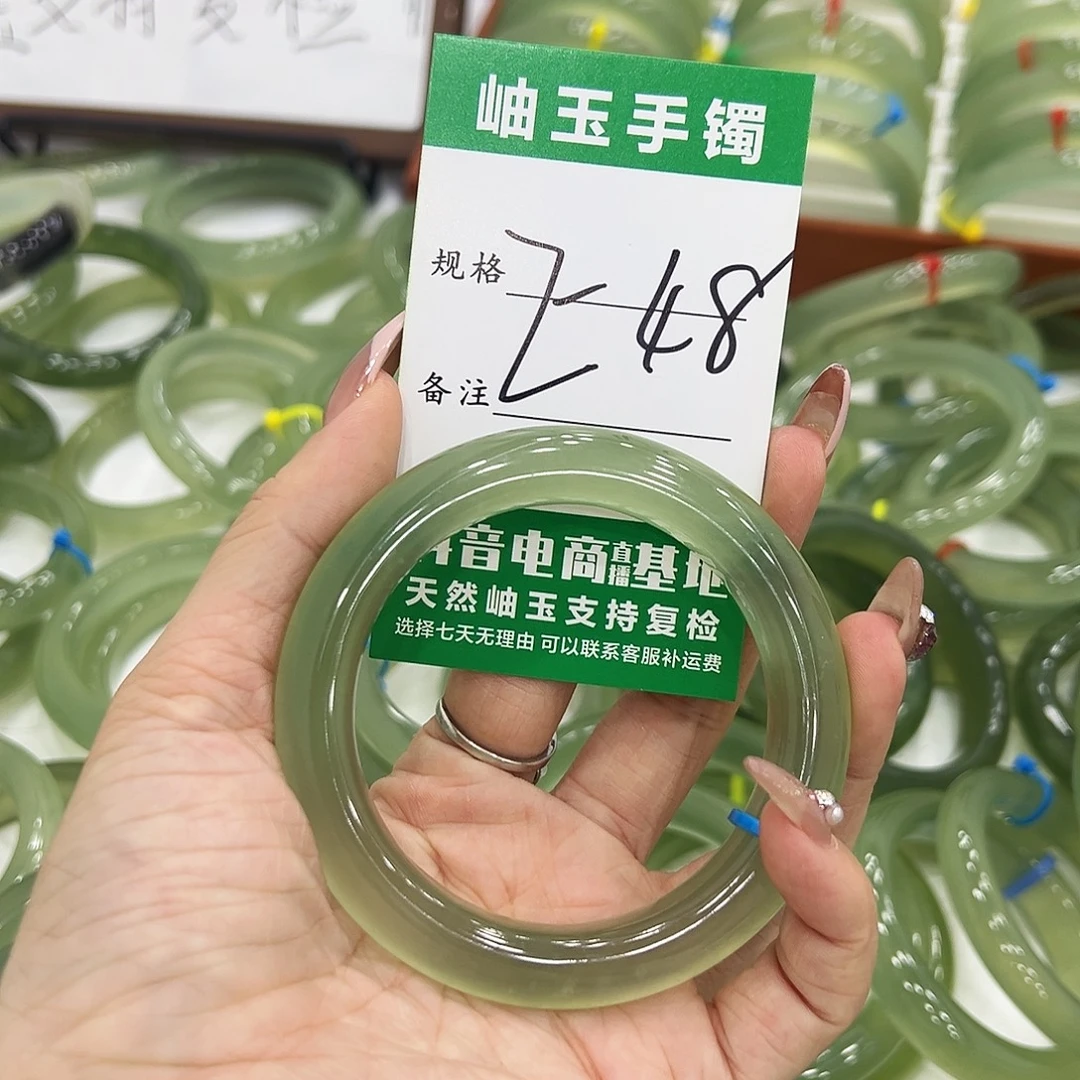 岫玉手镯
规格 Z-48
备注
抖音电商直播基地
天然岫玉支持复检
选择七天无理由 可以联系客服补运费